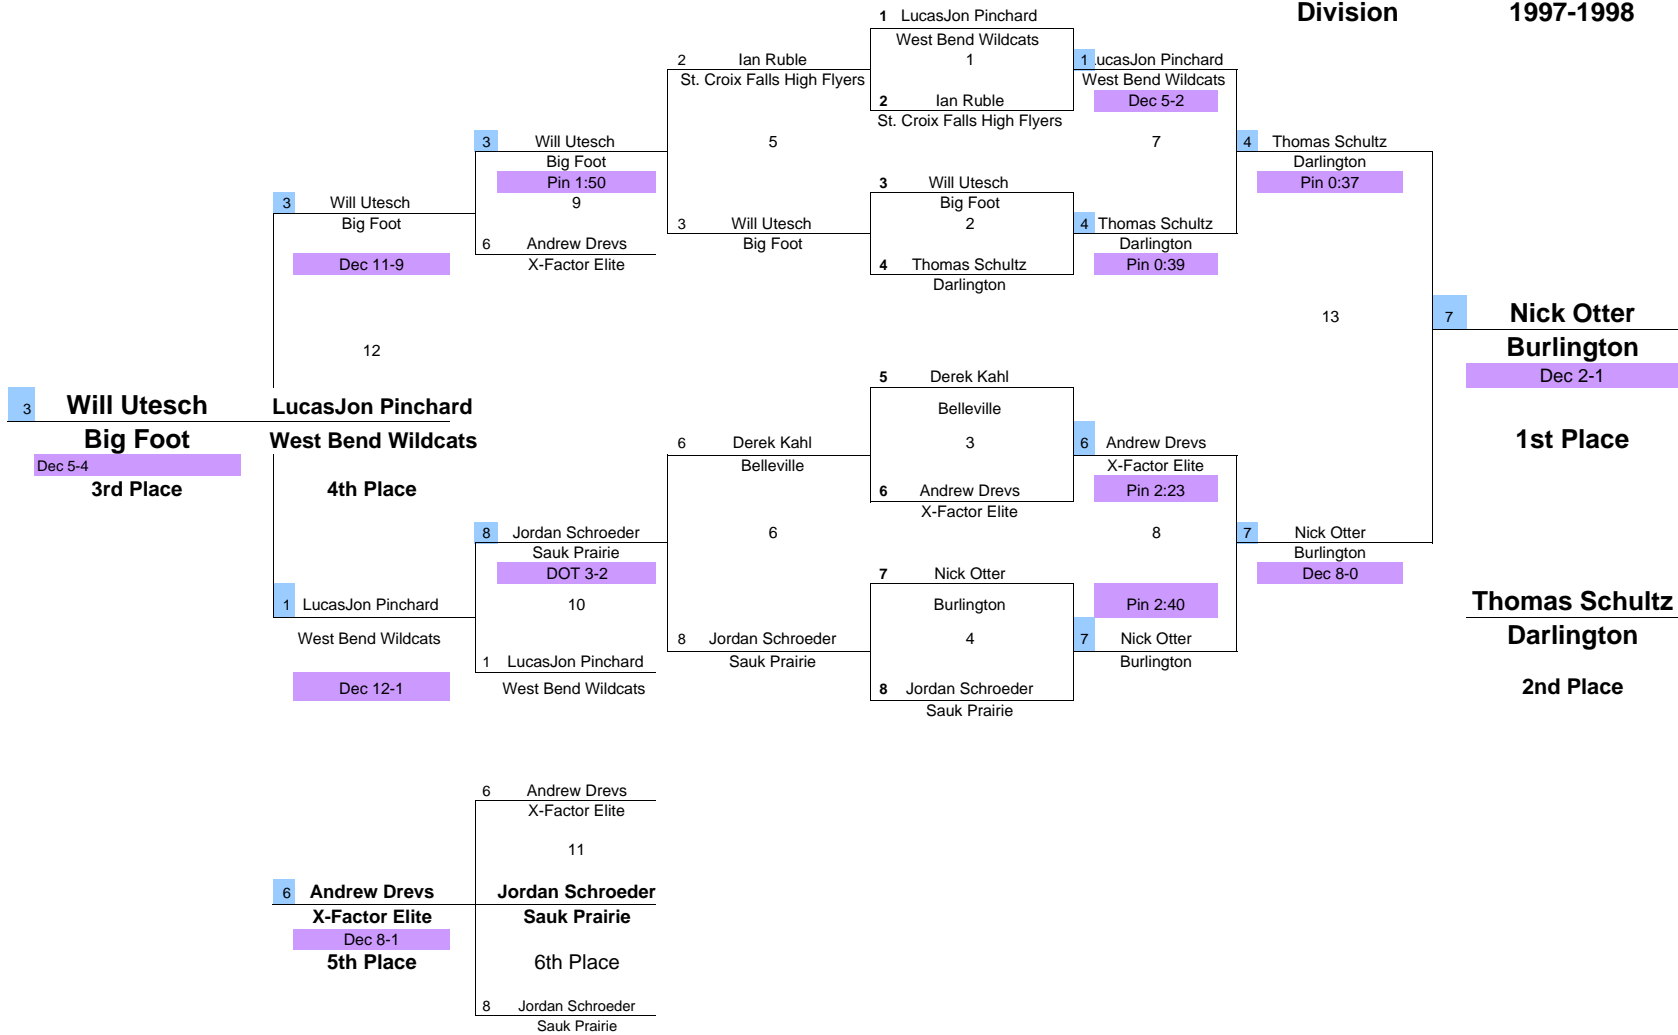 Division 1997-1998
1 LucasJon Pinchard
West Bend Wildcats
1
2 Ian Ruble
St. Croix Falls High Flyers
3 Will Utesch
Big Foot
2
4 Thomas Schultz
Darlington
5 Derek Kahl
Belleville
3
6 Andrew Drevs
X-Factor Elite
7 Nick Otter
Burlington
4
8 Jordan Schroeder
Sauk Prairie
1 ucasJon Pinchard
West Bend Wildcats
Dec 5-2
7
4 Thomas Schultz
Darlington
Pin 0:39
6 Andrew Drevs
X-Factor Elite
Pin 2:23
8
Pin 2:40
7 Nick Otter
Burlington
4 Thomas Schultz
Darlington
Pin 0:37
13
7 Nick Otter
Burlington
Dec 8-0
7 Nick Otter
Burlington
Dec 2-1
1st Place
Thomas Schultz
Darlington
2nd Place
2 Ian Ruble
St. Croix Falls High Flyers
5
3 Will Utesch
Big Foot
6 Derek Kahl
Belleville
6
8 Jordan Schroeder
Sauk Prairie
3 Will Utesch
Big Foot
Pin 1:50
9
6 Andrew Drevs
X-Factor Elite
8 Jordan Schroeder
Sauk Prairie
DOT 3-2
10
1 LucasJon Pinchard
West Bend Wildcats
3 Will Utesch
Big Foot
Dec 11-9
12
1 LucasJon Pinchard
West Bend Wildcats
Dec 12-1
3 Will Utesch
Big Foot
Dec 5-4
3rd Place
LucasJon Pinchard
West Bend Wildcats
4th Place
6 Andrew Drevs
X-Factor Elite
11
6 Andrew Drevs
X-Factor Elite
Dec 8-1
5th Place
Jordan Schroeder
Sauk Prairie
6th Place
8 Jordan Schroeder
Sauk Prairie